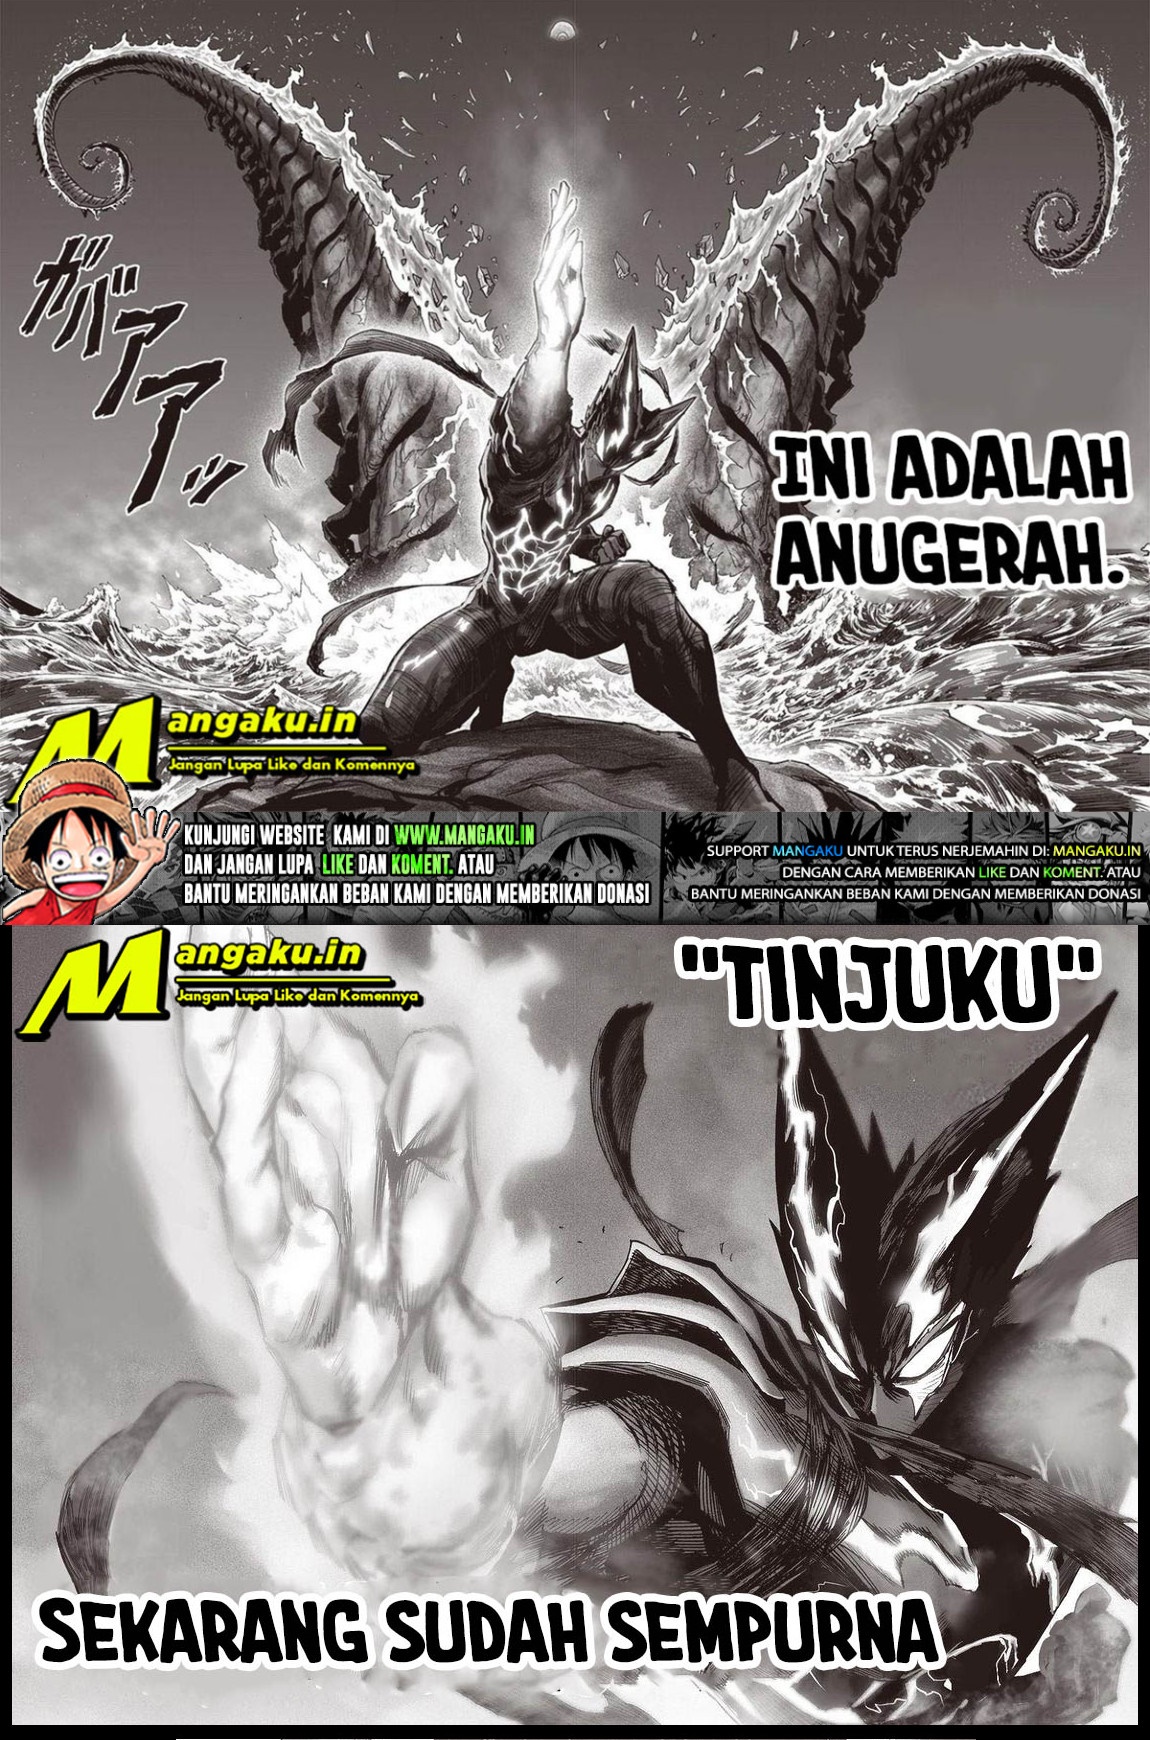 ガバアアアッ
INI ADALAH
ANUGERAH.
Mangaku.in
Jangan Lupa Like dan Komennya
KUNJUNGI WEBSITE KAMI DI WWW.MANGAKU.IN
DAN JANGAN LUPA LIKE DAN KOMENT. ATAU
BANTU MERINGANKAN BEBAN KAMI DENGAN MEMBERIKAN DONASI
SUPPORT MANGAKU UNTUK TERUS NERJEMAHIN DI: MANGAKU.IN
DENGAN CARA MEMBERIKAN LIKE DAN KOMENT. ATAU
BANTU MERINGANKAN BEBAN KAMI DENGAN MEMBERIKAN DONASI
Mangaku.in
Jangan Lupa Like dan Komennya
"TINJUKU"
SEKARANG SUDAH SEMPURNA